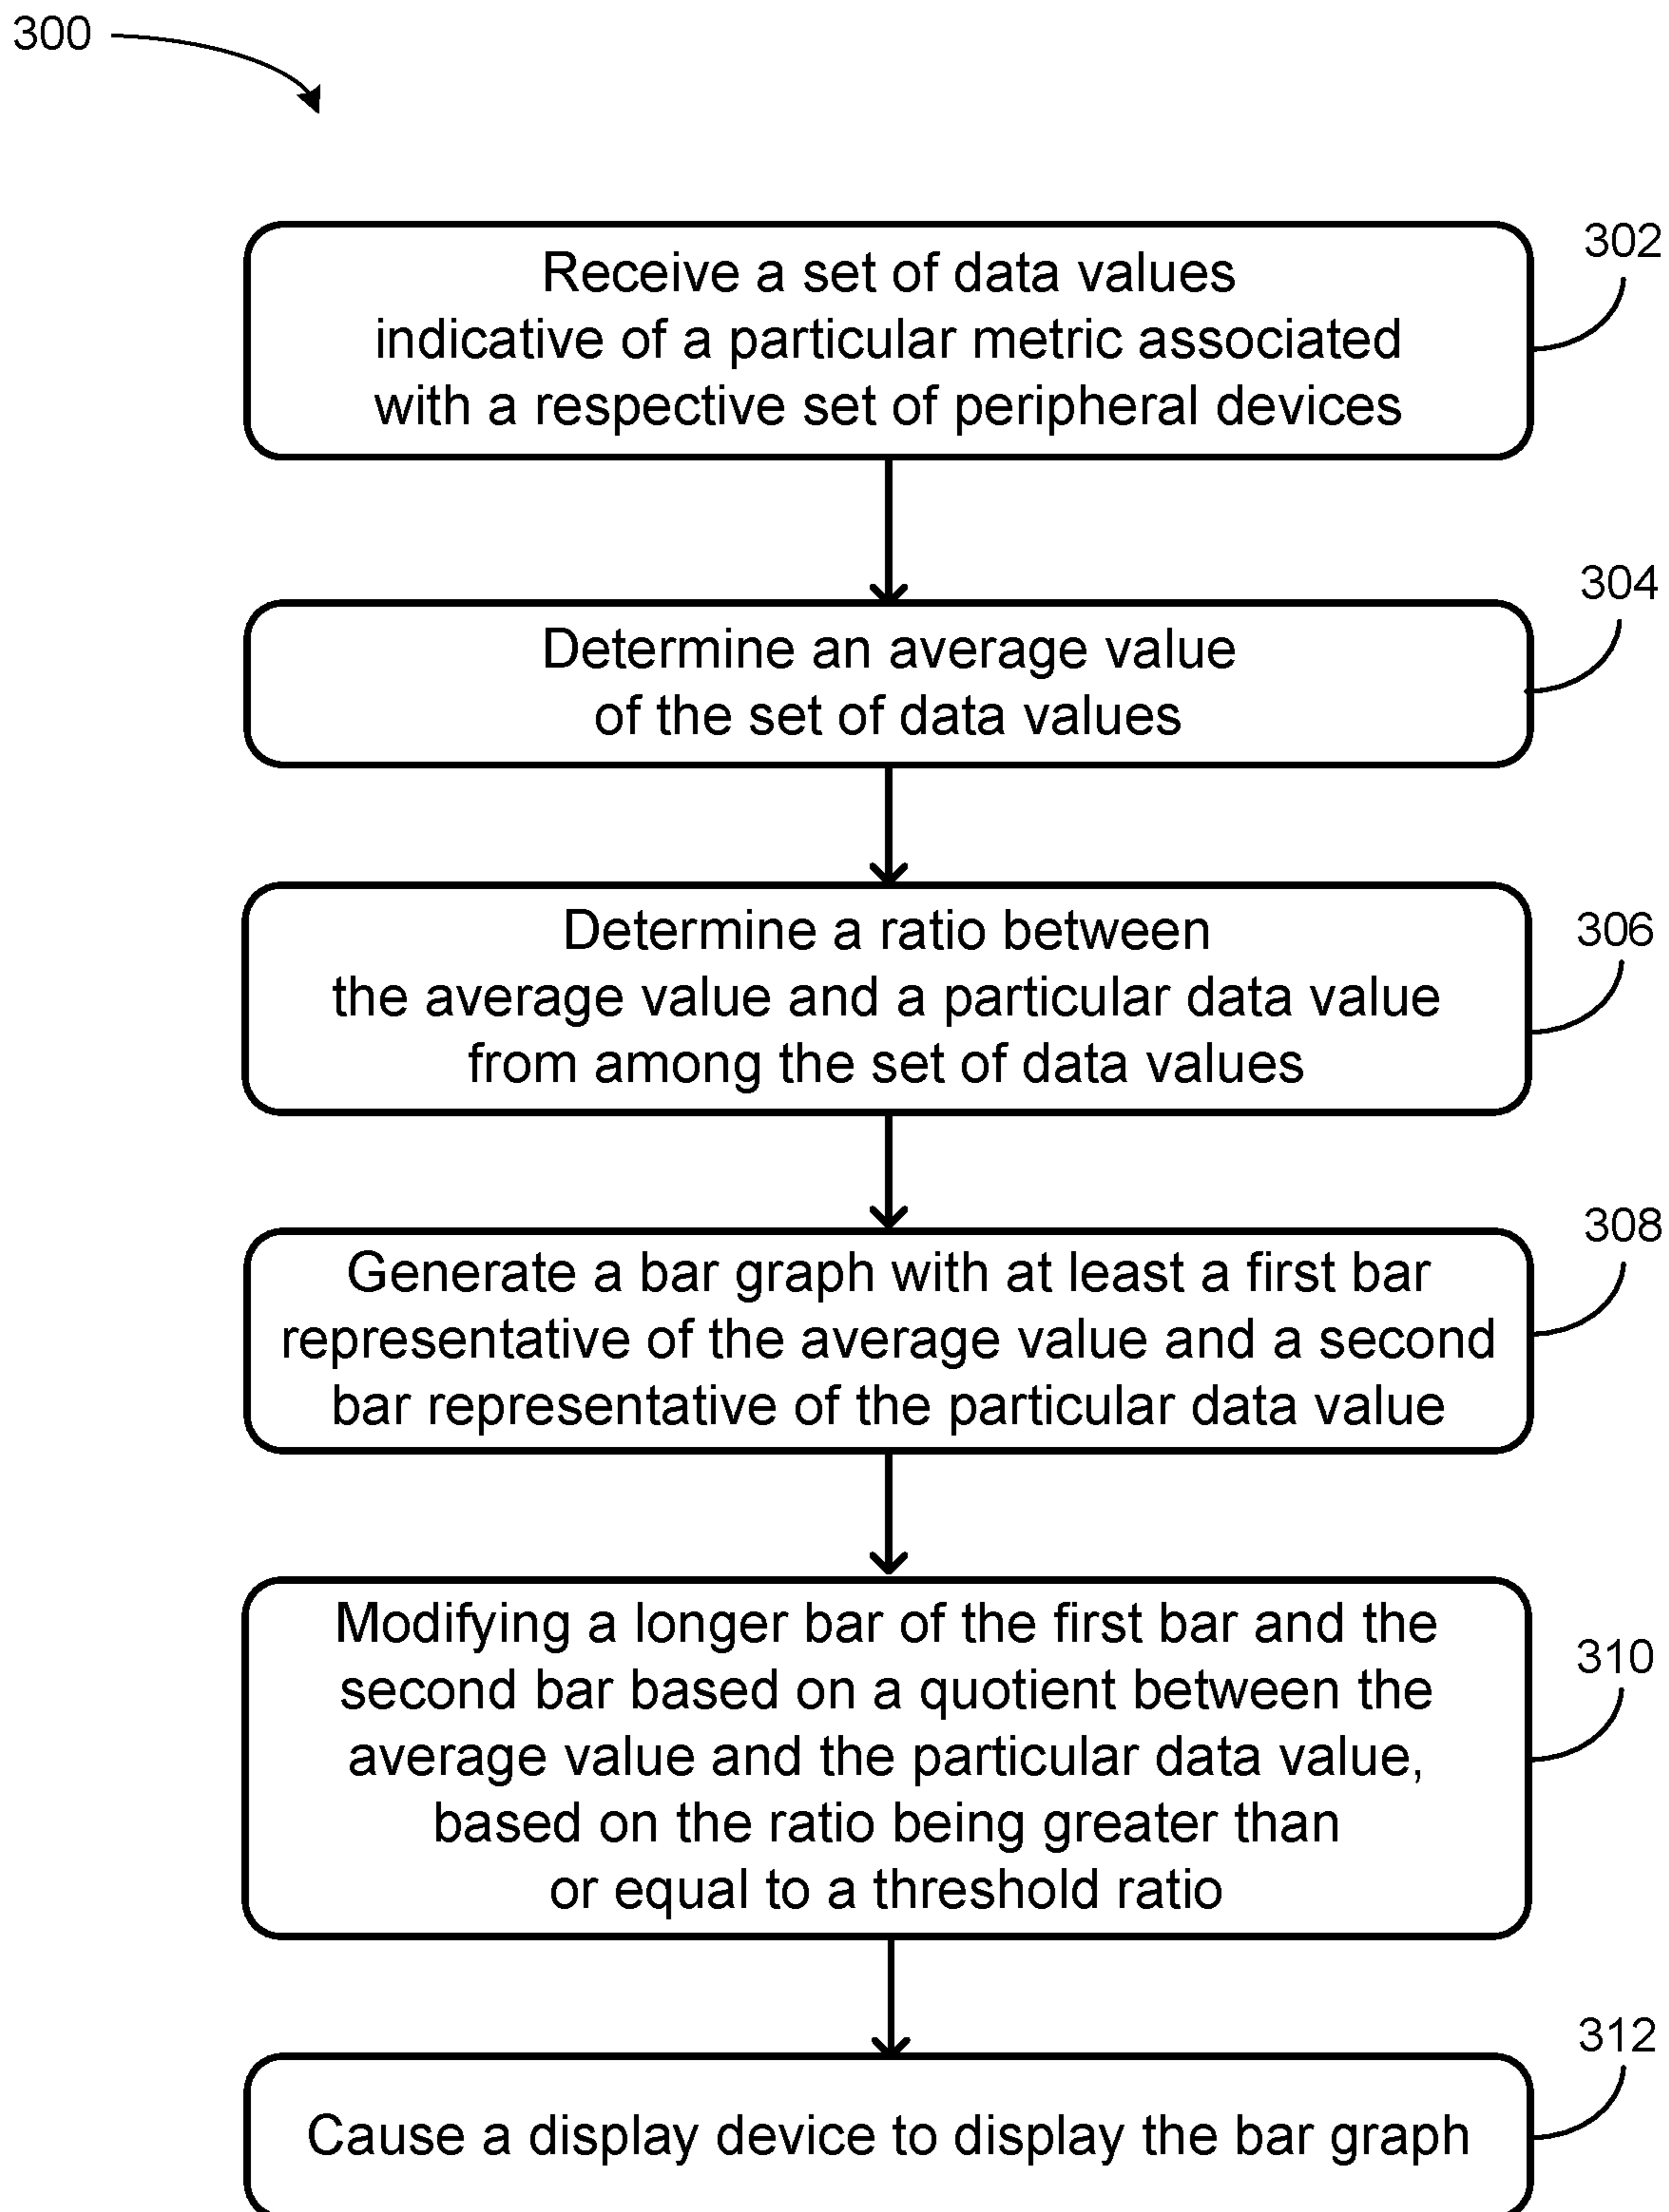 300
302
Receive a set of data values
indicative of a particular metric associated
with a respective set of peripheral devices
304
Determine an average value
of the set of data values
306
Determine a ratio between
the average value and a particular data value
from among the set of data values
308
Generate a bar graph with at least a first bar
representative of the average value and a second
bar representative of the particular data value
310
Modifying a longer bar of the first bar and the
second bar based on a quotient between the
average value and the particular data value,
based on the ratio being greater than
or equal to a threshold ratio
312
Cause a display device to display the bar graph